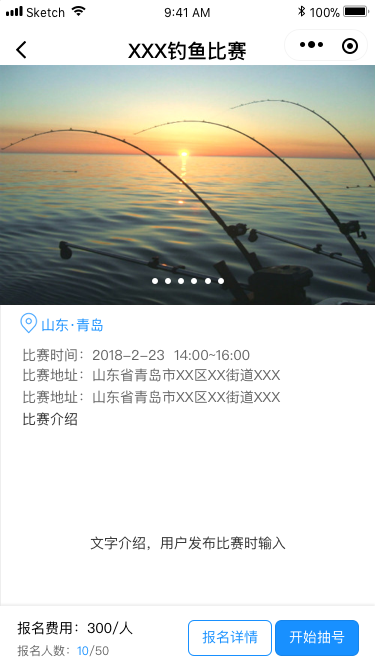 Sketch 9:41 AM 100%
XXX钓鱼比赛
山东·青岛
比赛时间：2018-2-23 14:00~16:00
比赛地址：山东省青岛市XX区XX街道XXX
比赛地址：山东省青岛市XX区XX街道XXX
比赛介绍
文字介绍，用户发布比赛时输入
报名费用：300/人
报名人数：10/50
报名详情
开始抽号